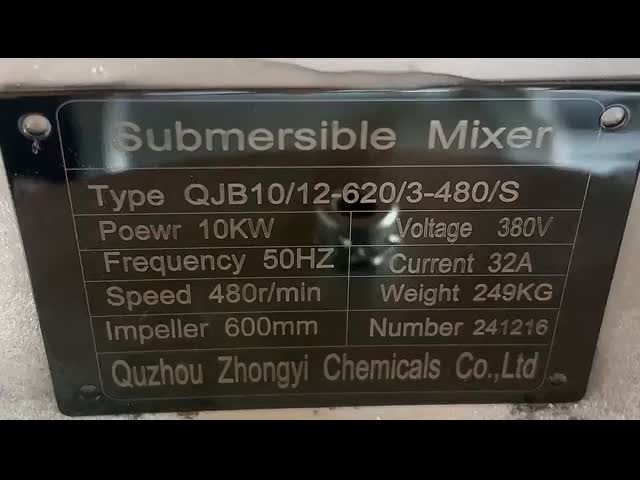 Submersible Mixer
Type QJB10/12-620/3-480/S
Poewr 10KW Voltage 380V
Frequency 50HZ Current 32A
Speed 480r/min Weight 249KG
Impeller 600mm Number 241216
Quzhou Zhongyi Chemicals Co.,Ltd